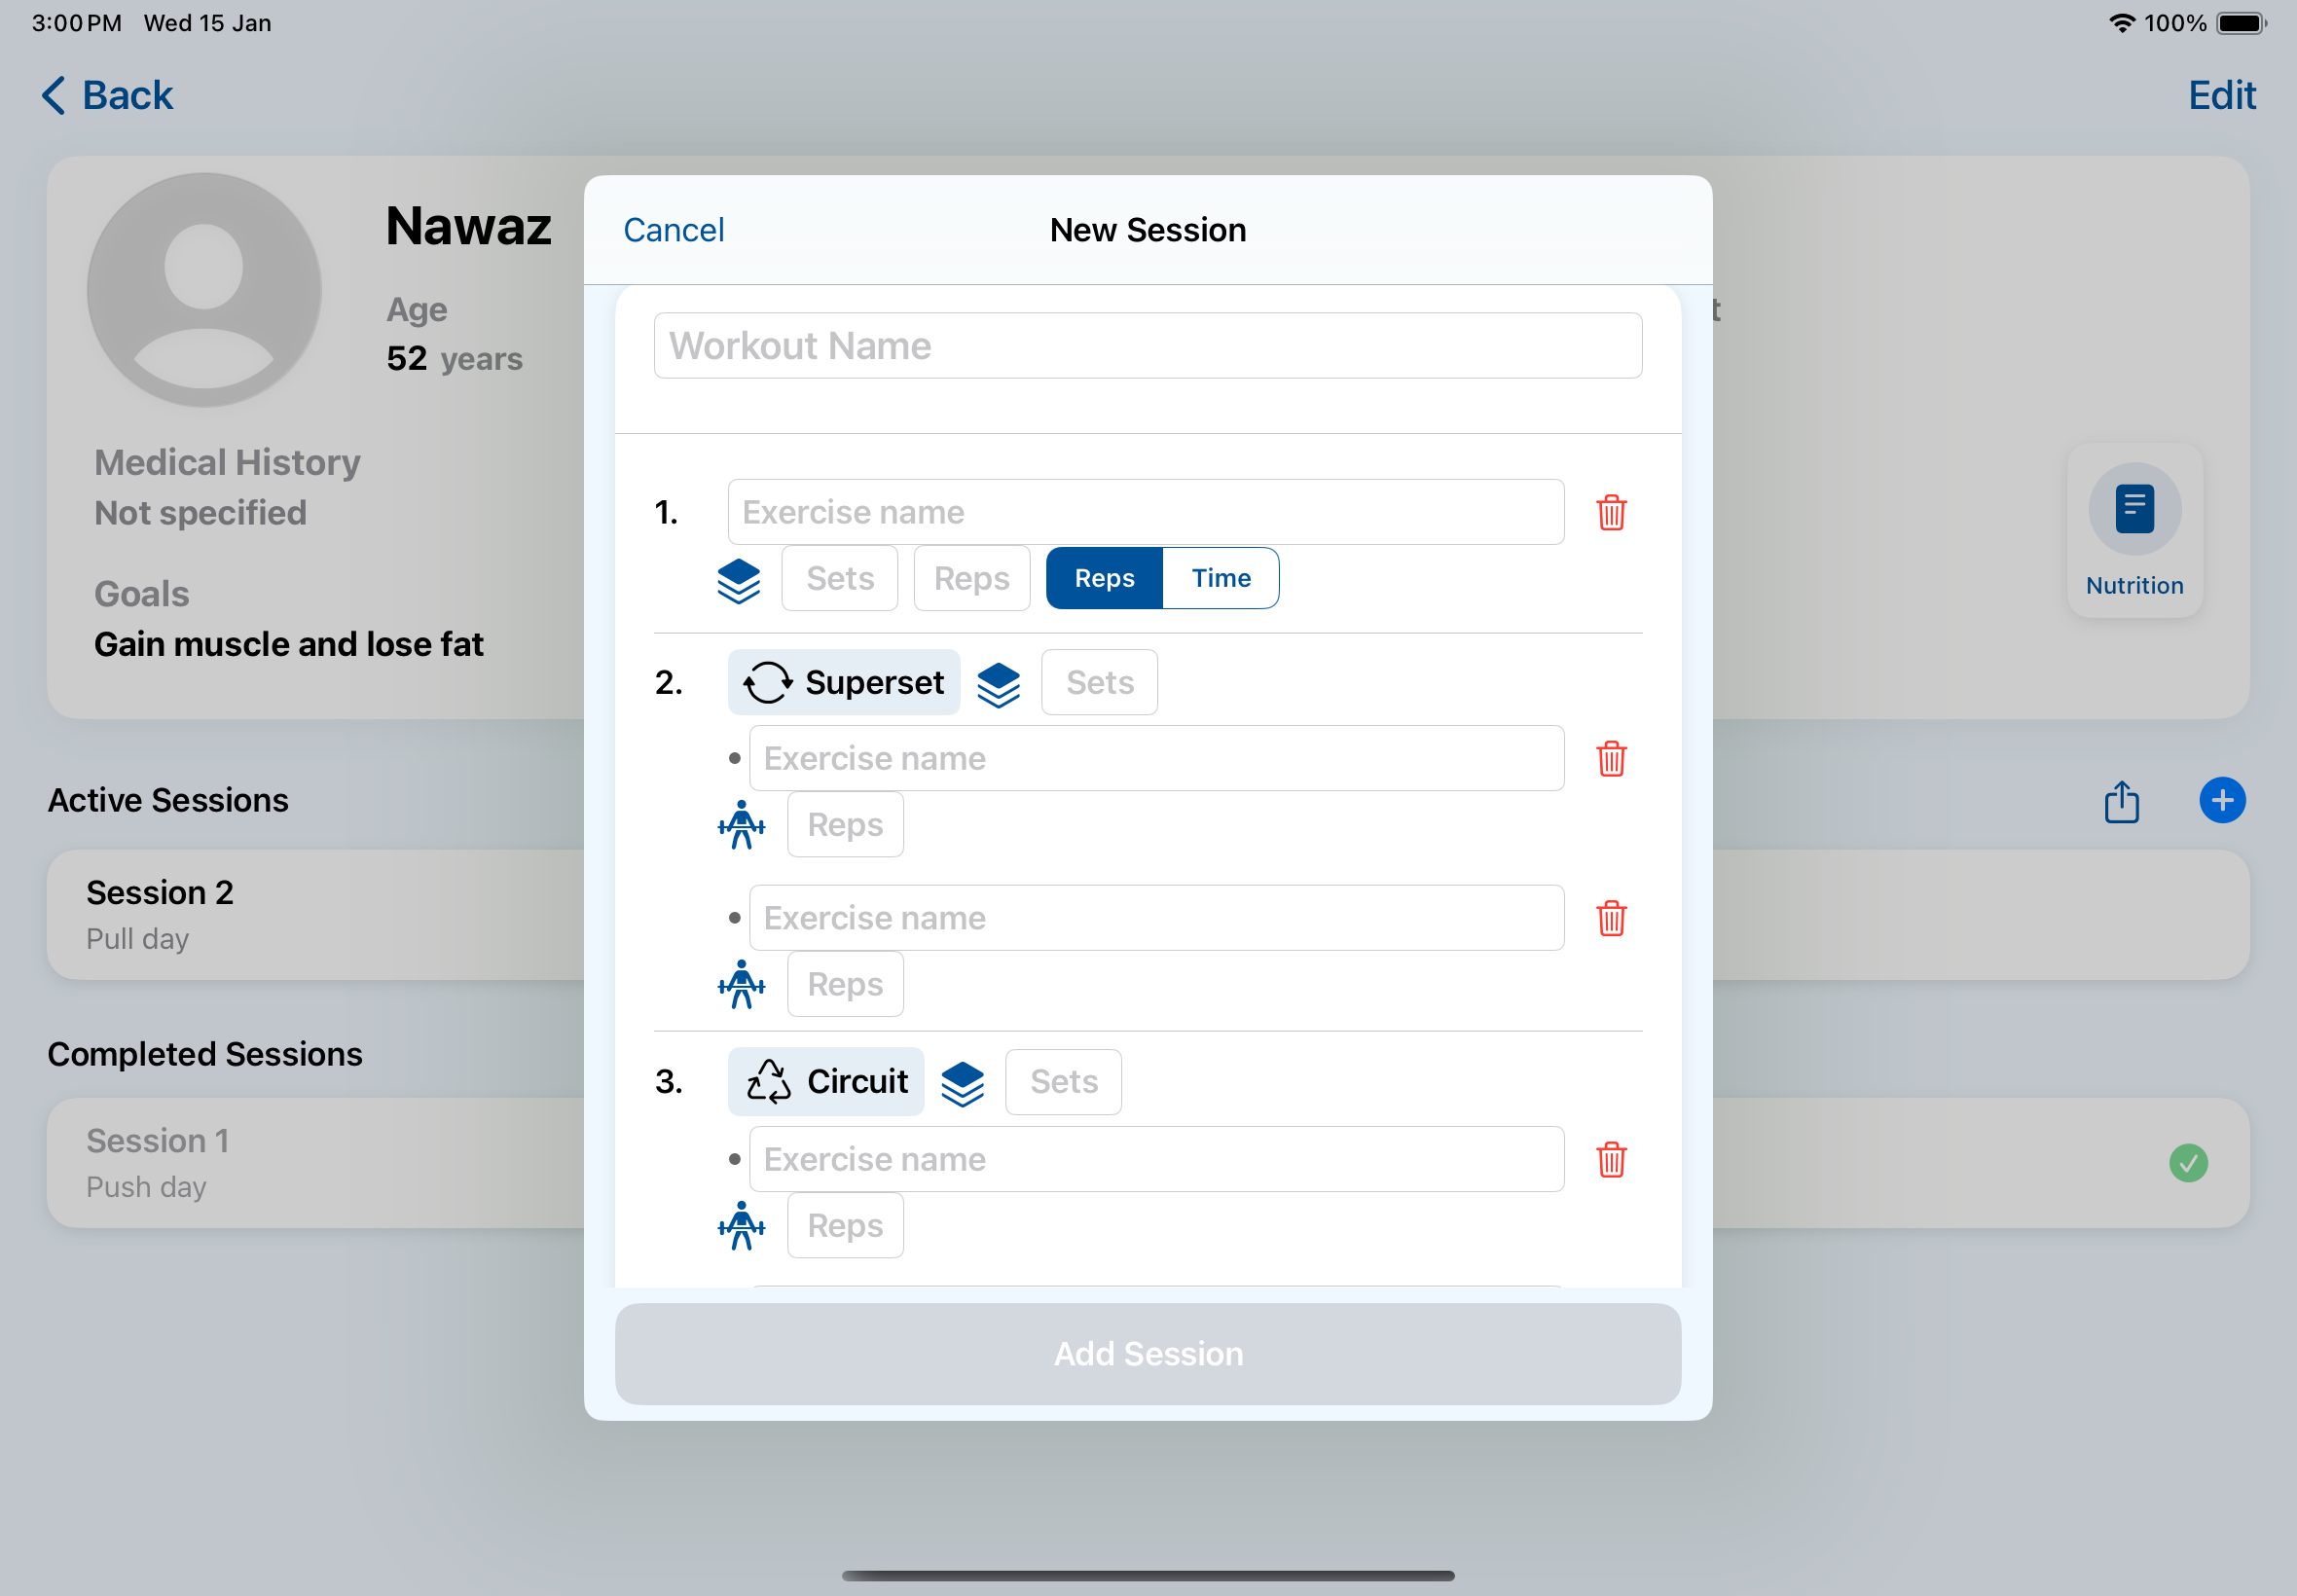 3:00 PM Wed 15 Jan
100%
Back
Edit
Nawaz
Age
52 years
Medical History
Not specified
Goals
Gain muscle and lose fat
Nutrition
Active Sessions
Session 2
Pull day
Completed Sessions
Session 1
Push day
Cancel
New Session
Workout Name
1.
Exercise name
Sets
Reps
Reps
Time
2.
Superset
Sets
Exercise name
Reps
Exercise name
Reps
3.
Circuit
Sets
Exercise name
Reps
Add Session